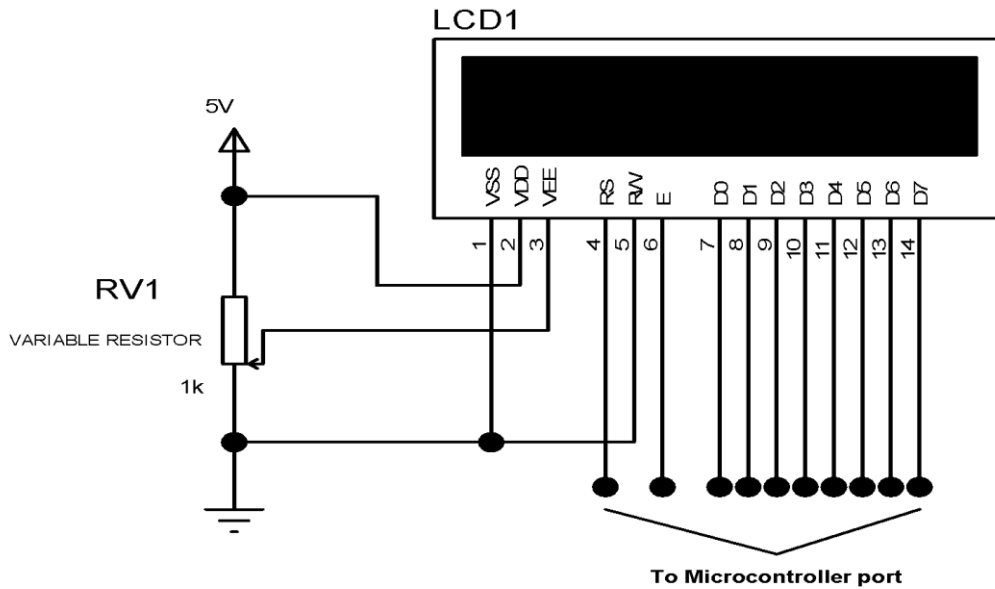 LCD1
5V
VSS
VDD
VEE
RS
RW
E
D0
D1
D2
D3
D4
D5
D6
D7
1
2
3
4
5
6
7
8
9
10
11
12
13
14
RV1
VARIABLE RESISTOR
1k
To Microcontroller port